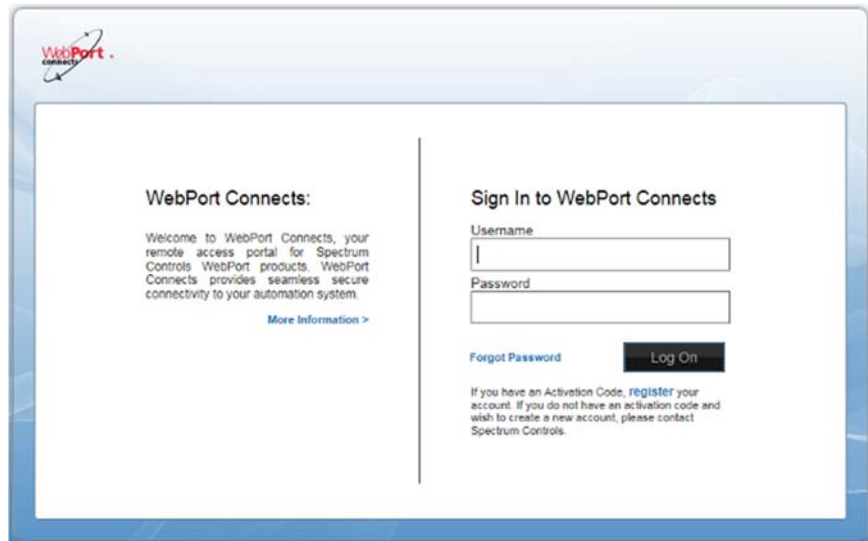 WebPort .
connects
WebPort Connects:
Welcome to WebPort Connects, your
remote access portal for Spectrum
Controls WebPort products. WebPort
Connects provides seamless secure
connectivity to your automation system.
More Information >
Sign In to WebPort Connects
Username
Password
Forgot Password
Log On
If you have an Activation Code, register your
account. If you do not have an activation code and
wish to create a new account, please contact
Spectrum Controls.